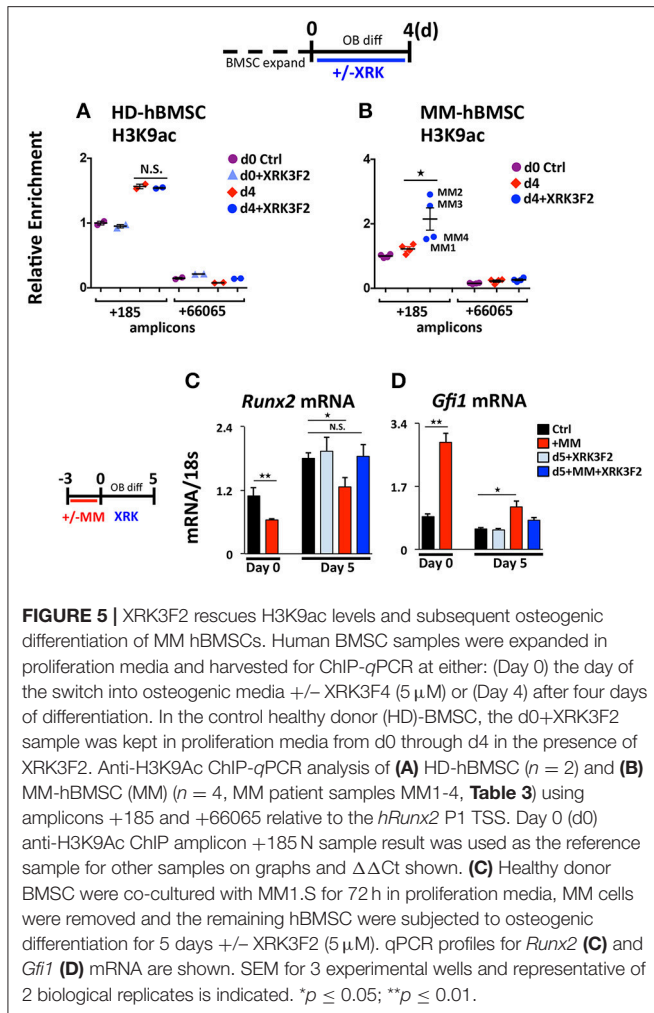 0 4(d)
OB diff
BMSC expand
+/-XRK
A HD-hBMSC
H3K9ac
N.S.
d0 Ctrl
d0+XRK3F2
d4
d4+XRK3F2
Relative Enrichment
2
1
0
+185 +66065
amplicons
B MM-hBMSC
H3K9ac
★
MM2
MM3
MM4
MM1
d0 Ctrl
d4
d4+XRK3F2
4
3
2
1
0
+185 +66065
amplicons
-3 0 5
OB diff
+/-MM XRK
C Runx2 mRNA
mRNA/18s
2.4
1.2
0
**
*
N.S.
Day 0 Day 5
D Gfi1 mRNA
3.4
1.7
0
**
*
Day 0 Day 5
Ctrl
+MM
d5+XRK3F2
d5+MM+XRK3F2
FIGURE 5 | XRK3F2 rescues H3K9ac levels and subsequent osteogenic
differentiation of MM hBMSCs. Human BMSC samples were expanded in
proliferation media and harvested for ChIP-qPCR at either: (Day 0) the day of
the switch into osteogenic media +/– XRK3F4 (5 μM) or (Day 4) after four days
of differentiation. In the control healthy donor (HD)-BMSC, the d0+XRK3F2
sample was kept in proliferation media from d0 through d4 in the presence of
XRK3F2. Anti-H3K9Ac ChIP-qPCR analysis of (A) HD-hBMSC (n = 2) and (B)
MM-hBMSC (MM) (n = 4, MM patient samples MM1-4, Table 3) using
amplicons +185 and +66065 relative to the hRunx2 P1 TSS. Day 0 (d0)
anti-H3K9Ac ChIP amplicon +185 N sample result was used as the reference
sample for other samples on graphs and ΔΔCt shown. (C) Healthy donor
BMSC were co-cultured with MM1.S for 72 h in proliferation media, MM cells
were removed and the remaining hBMSC were subjected to osteogenic
differentiation for 5 days +/– XRK3F2 (5 μM). qPCR profiles for Runx2 (C) and
Gfi1 (D) mRNA are shown. SEM for 3 experimental wells and representative of
2 biological replicates is indicated. *p ≤ 0.05; **p ≤ 0.01.